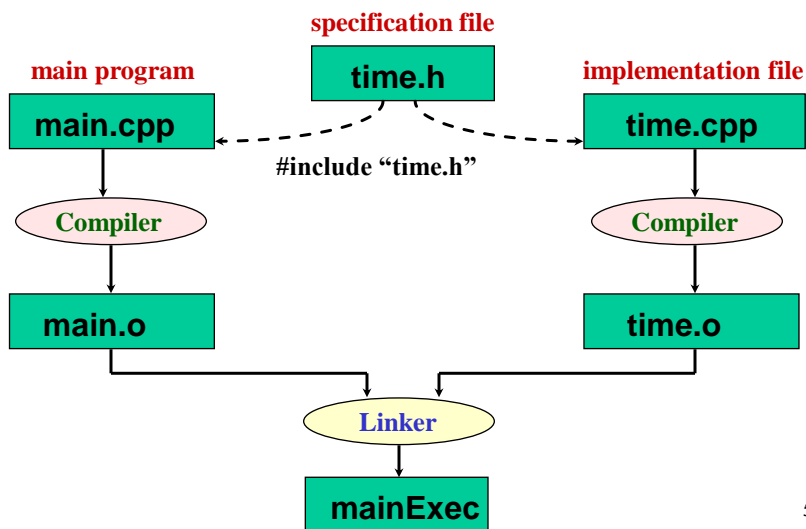 specification file
main program
time.h
implementation file
main.cpp
time.cpp
#include “time.h”
Compiler
Compiler
main.o
time.o
Linker
mainExec